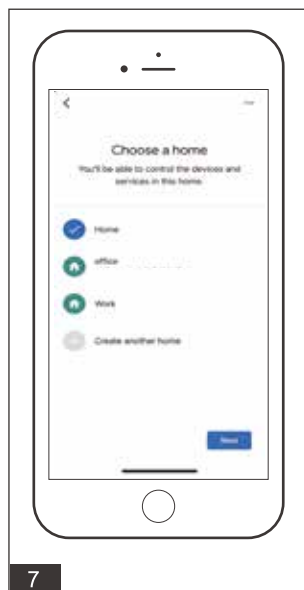 Choose a home
You'll be able to control the devices and
services in this home.
Home
office
Work
Create another home
Next
7